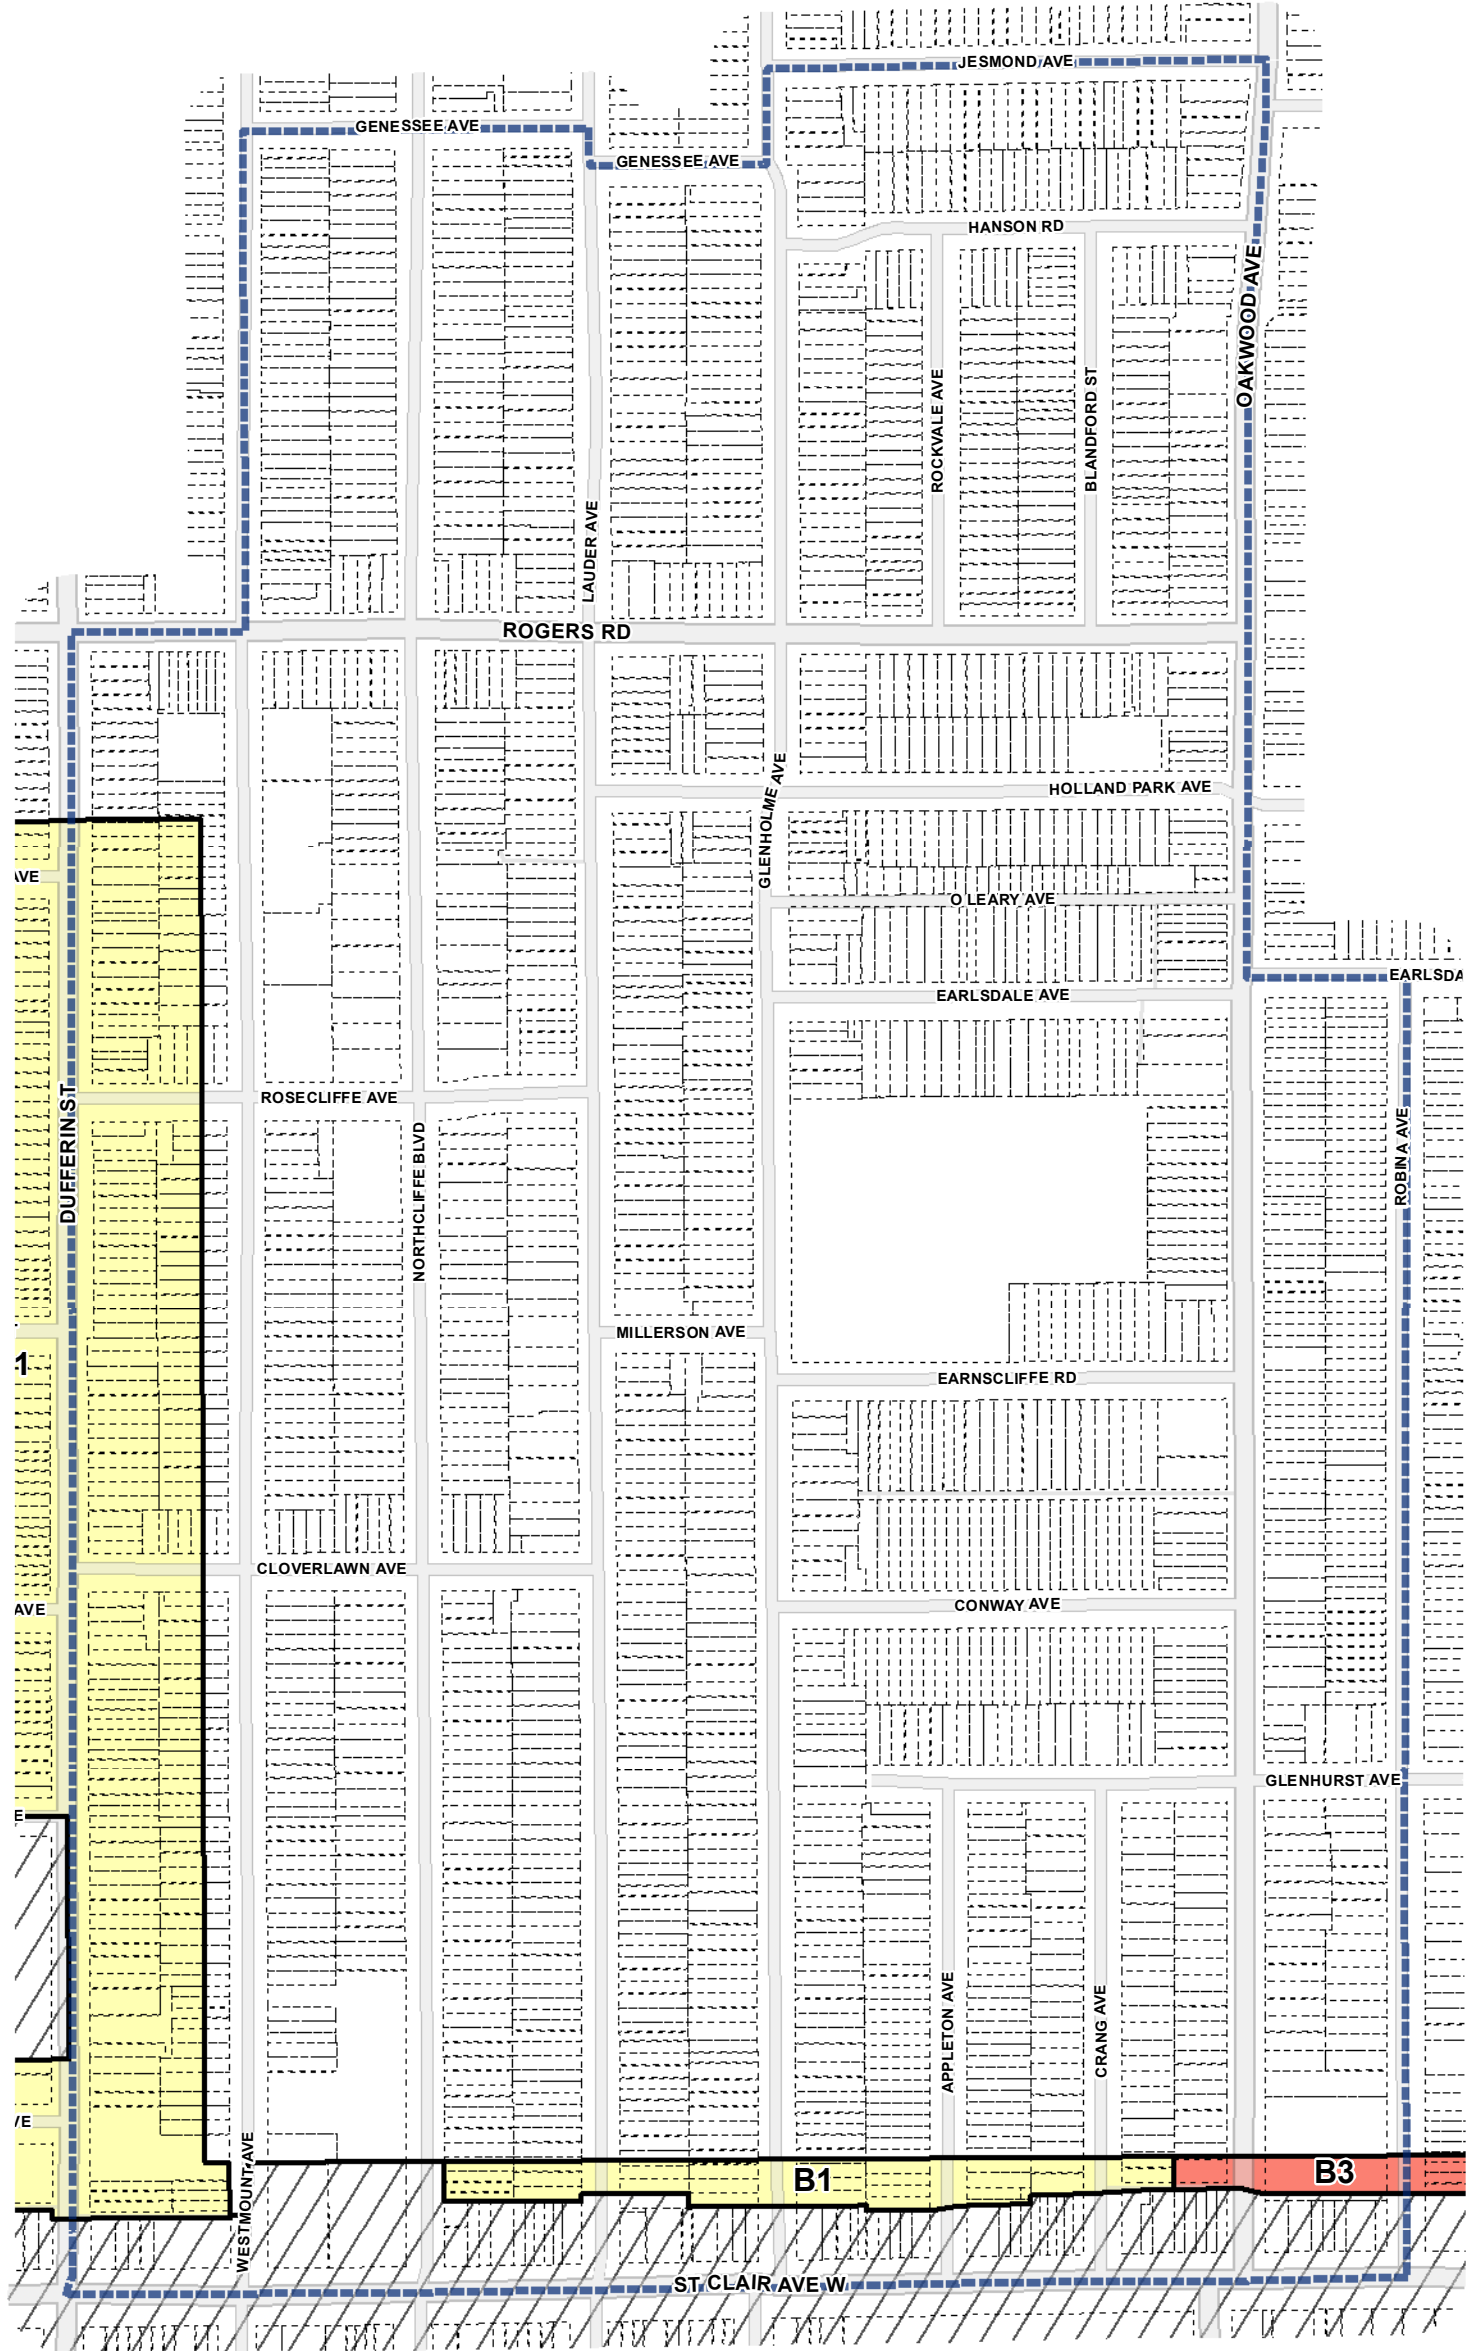 JESMOND AVE
GENESSEE AVE
GENESSEE AVE
HANSON RD
OAKWOOD AVE
ROCKVALE AVE
BLANDFORD ST
LAUDER AVE
ROGERS RD
GLENHOLME AVE
HOLLAND PARK AVE
AVE
O LEARY AVE
EARLSDA
EARLSDALE AVE
DUFFERIN ST
ROSECLIFFE AVE
NORTHCLIFFE BLVD
ROBINA AVE
MILLERSON AVE
1
EARNSCLIFFE RD
CLOVERLAWN AVE
AVE
CONWAY AVE
GLENHURST AVE
E
APPLETON AVE
CRANG AVE
VE
WESTMOUNT AVE
B1
B3
ST CLAIR AVE W